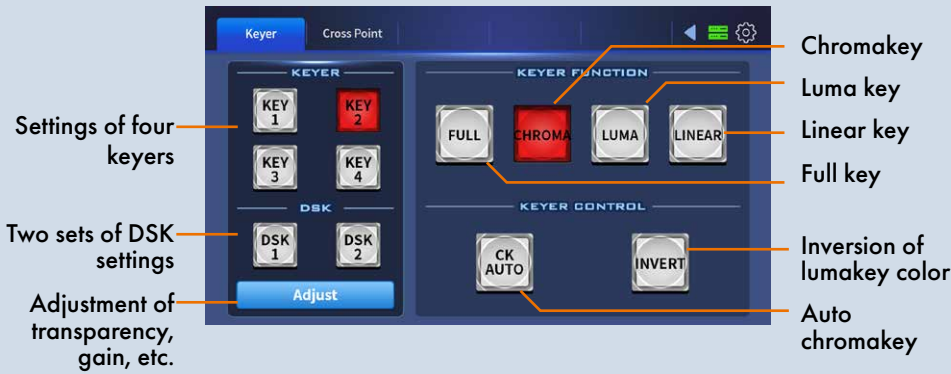 Keyer
Cross Point
KEYER
KEY 1
KEY 2
KEY 3
KEY 4
DSK
DSK 1
DSK 2
Adjust
KEYER FUNCTION
FULL
CHROMA
LUMA
LINEAR
KEYER CONTROL
CK AUTO
INVERT
Settings of four
keyers
Two sets of DSK
settings
Adjustment of
transparency,
gain, etc.
Chromakey
Luma key
Linear key
Full key
Inversion of
lumakey color
Auto
chromakey